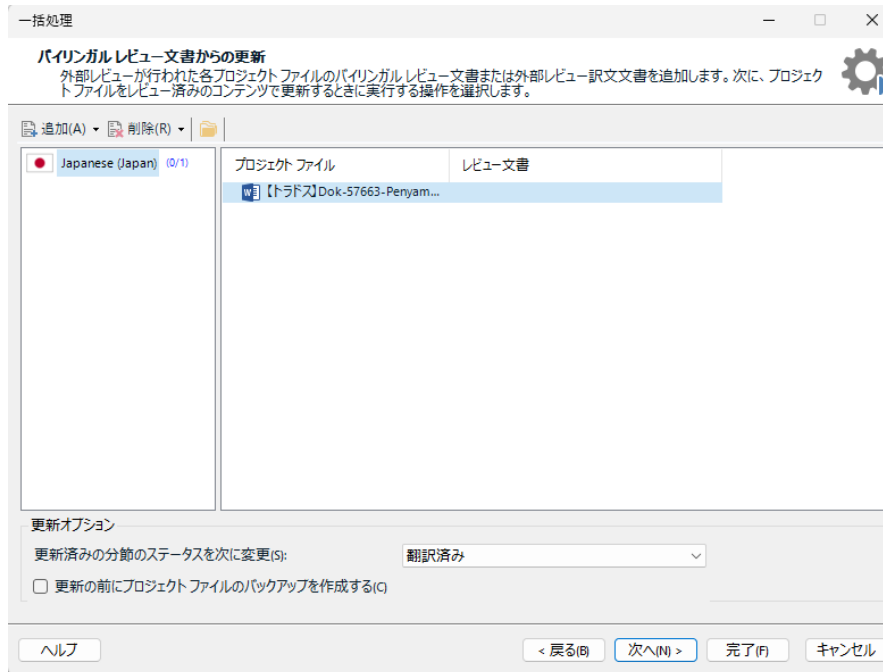 一括処理
バイリンガル レビュー文書からの更新
外部レビューが行われた各プロジェクト ファイルのバイリンガル レビュー文書または外部レビュー訳文文書を追加します。次に、プロジェク
トファイルをレビュー済みのコンテンツで更新するときに実行する操作を選択します。
追加(A) 削除(R)
Japanese (Japan) (0/1)
プロジェクト ファイル レビュー文書
【トラドス】Dok-57663-Penyam...
更新オプション
更新済みの分節のステータスを次に変更(S): 翻訳済み
更新の前にプロジェクト ファイルのバックアップを作成する(C)
ヘルプ < 戻る(B) 次へ(N) > 完了(F) キャンセル